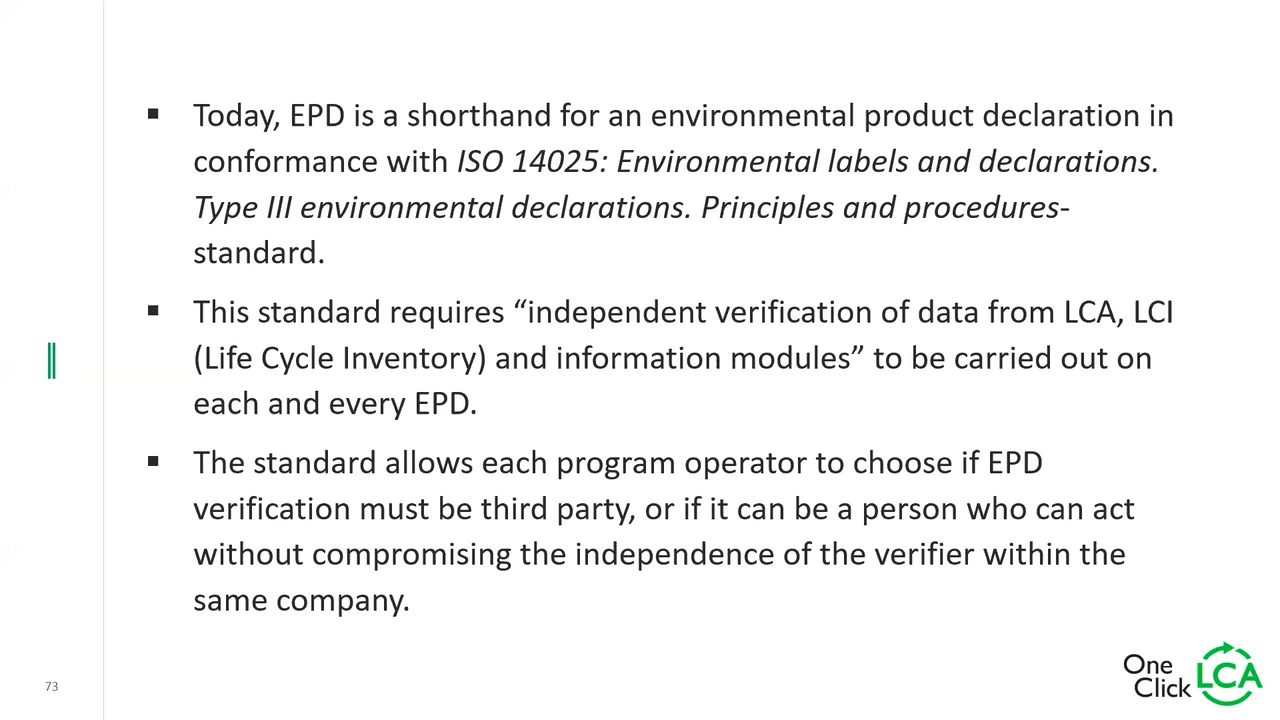 ▪ Today, EPD is a shorthand for an environmental product declaration in
conformance with ISO 14025: Environmental labels and declarations.
Type III environmental declarations. Principles and procedures-
standard.
▪ This standard requires “independent verification of data from LCA, LCI
(Life Cycle Inventory) and information modules” to be carried out on
each and every EPD.
▪ The standard allows each program operator to choose if EPD
verification must be third party, or if it can be a person who can act
without compromising the independence of the verifier within the
same company.
73
One
Click
LCA